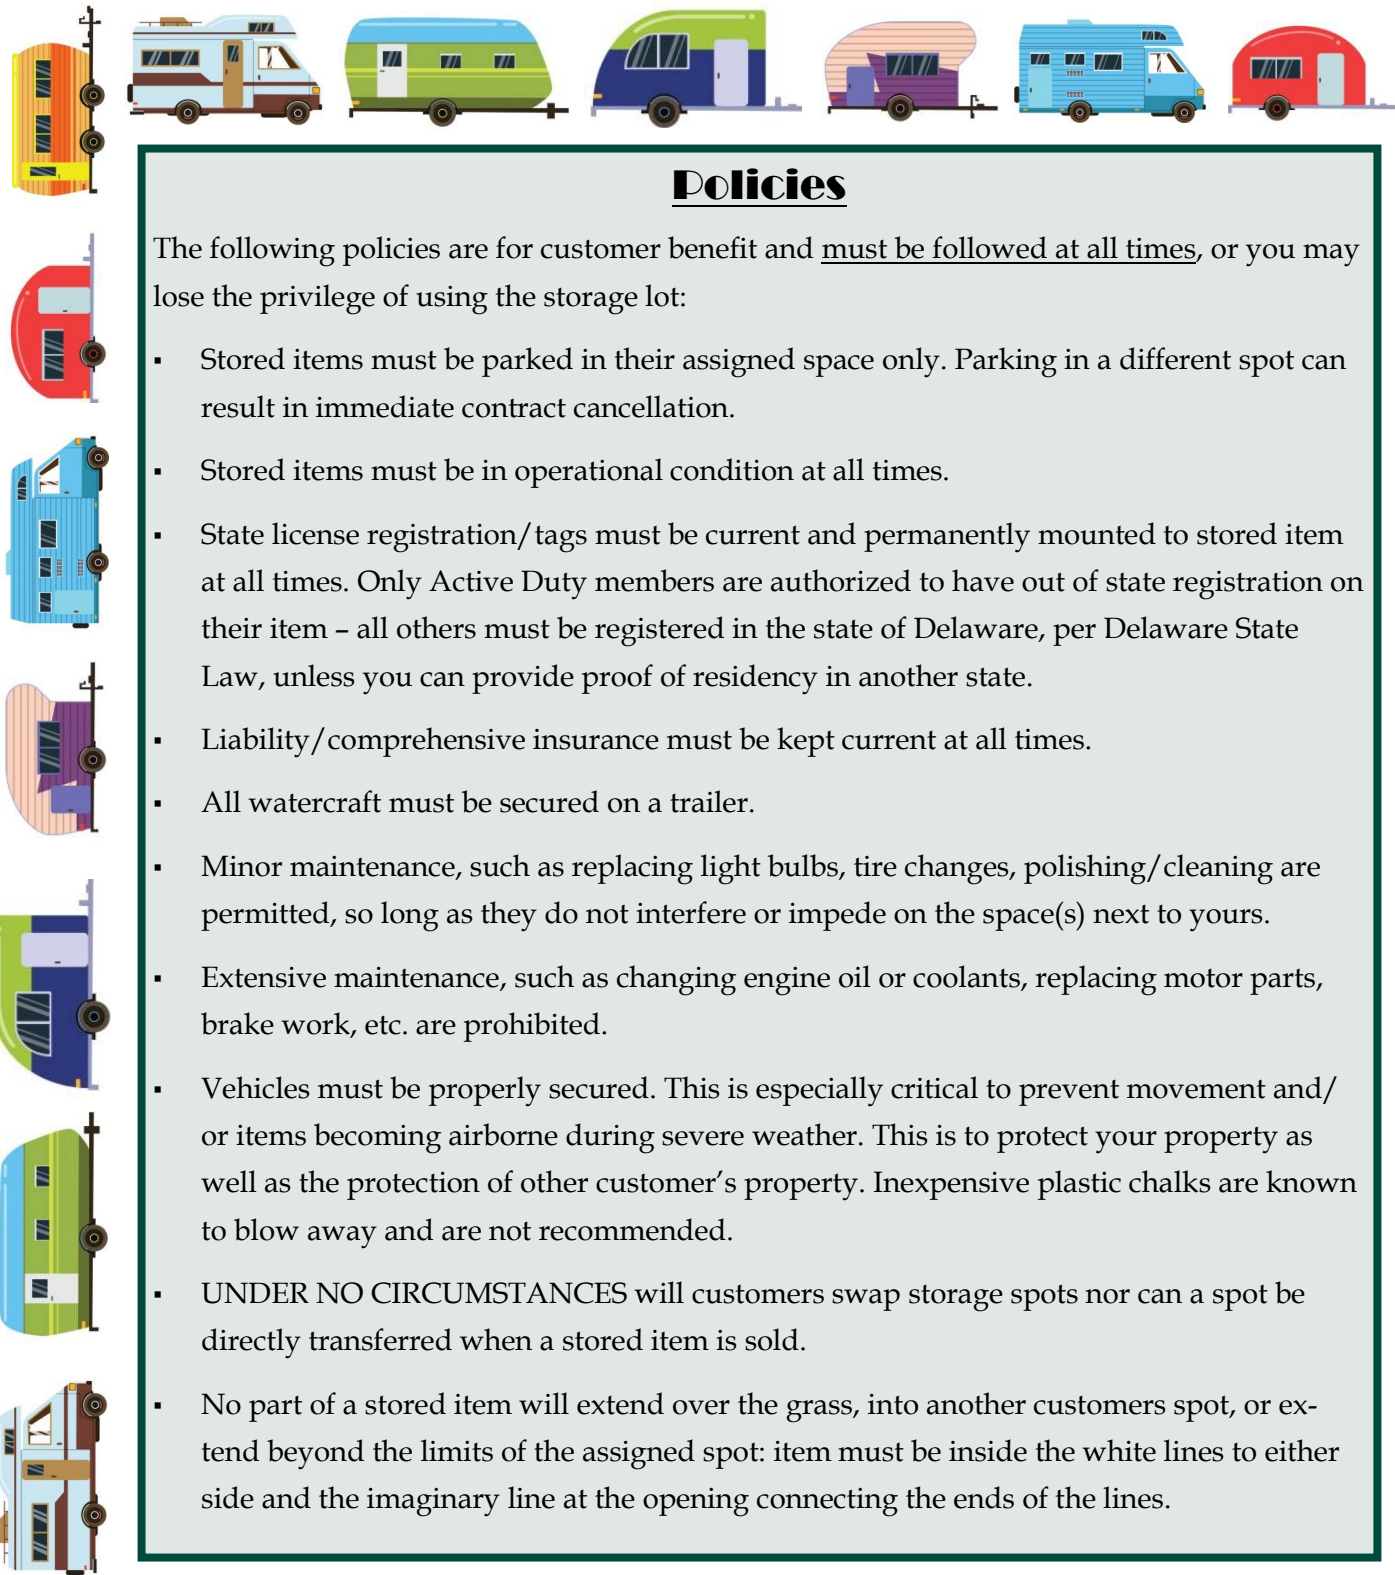 Policies
The following policies are for customer benefit and must be followed at all times, or you may
lose the privilege of using the storage lot:
▪ Stored items must be parked in their assigned space only. Parking in a different spot can
result in immediate contract cancellation.
▪ Stored items must be in operational condition at all times.
▪ State license registration/tags must be current and permanently mounted to stored item
at all times. Only Active Duty members are authorized to have out of state registration on
their item – all others must be registered in the state of Delaware, per Delaware State
Law, unless you can provide proof of residency in another state.
▪ Liability/comprehensive insurance must be kept current at all times.
▪ All watercraft must be secured on a trailer.
▪ Minor maintenance, such as replacing light bulbs, tire changes, polishing/cleaning are
permitted, so long as they do not interfere or impede on the space(s) next to yours.
▪ Extensive maintenance, such as changing engine oil or coolants, replacing motor parts,
brake work, etc. are prohibited.
▪ Vehicles must be properly secured. This is especially critical to prevent movement and/
or items becoming airborne during severe weather. This is to protect your property as
well as the protection of other customer’s property. Inexpensive plastic chalks are known
to blow away and are not recommended.
▪ UNDER NO CIRCUMSTANCES will customers swap storage spots nor can a spot be
directly transferred when a stored item is sold.
▪ No part of a stored item will extend over the grass, into another customers spot, or ex-
tend beyond the limits of the assigned spot: item must be inside the white lines to either
side and the imaginary line at the opening connecting the ends of the lines.